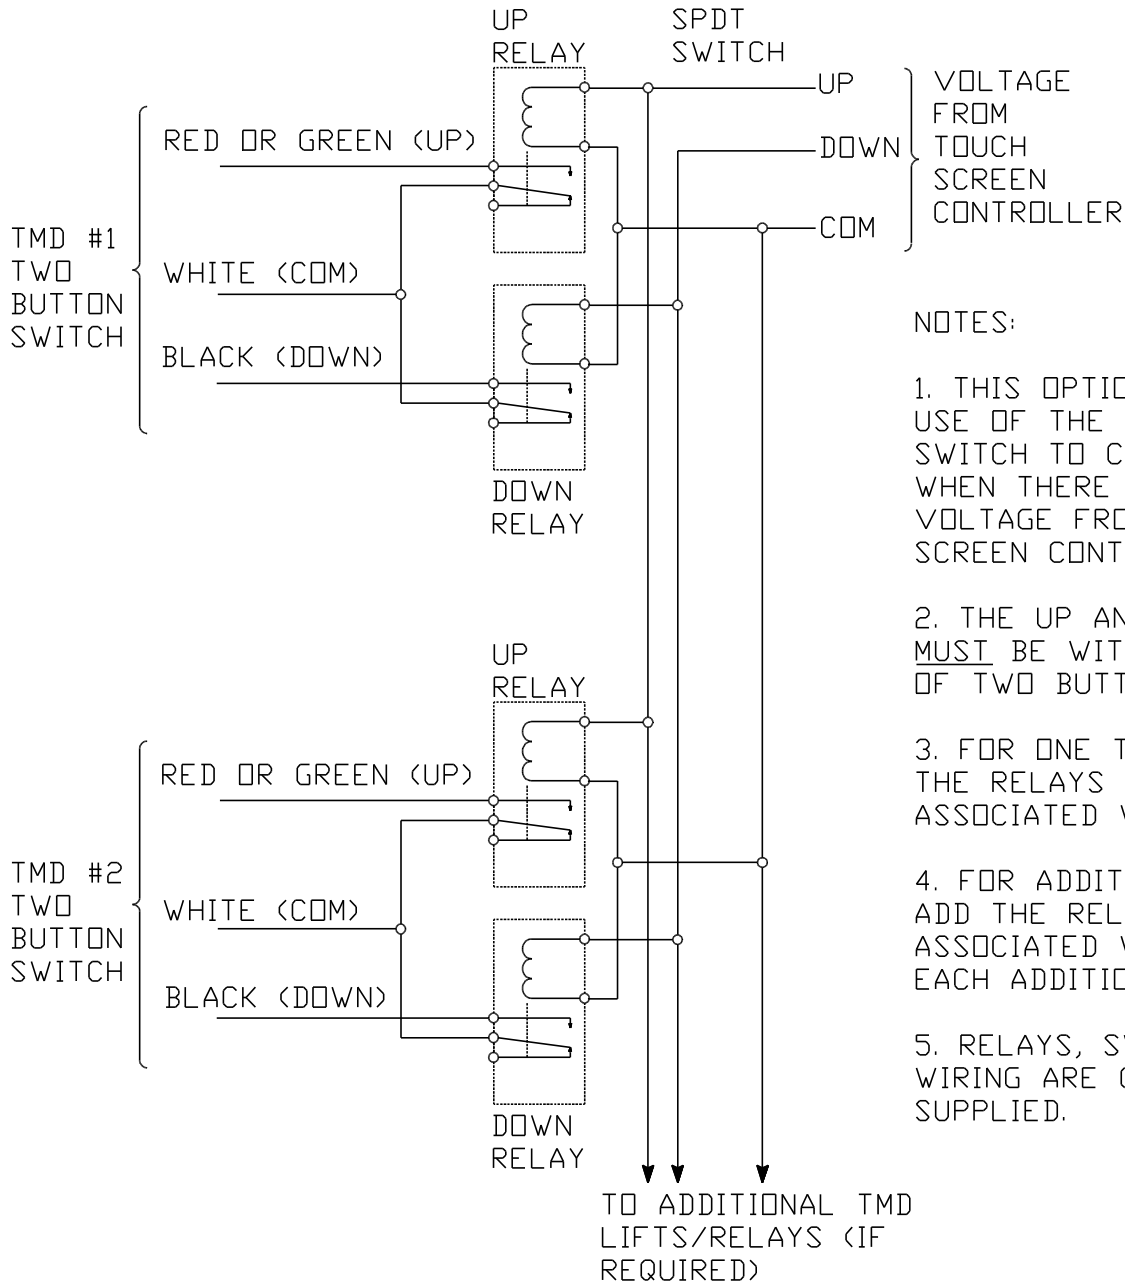 UP
RELAY
SPDT
SWITCH
UP
DOWN
COM
VOLTAGE
FROM
TOUCH
SCREEN
CONTROLLER
RED OR GREEN (UP)
TMD #1
TWO
BUTTON
SWITCH
WHITE (COM)
BLACK (DOWN)
DOWN
RELAY
UP
RELAY
RED OR GREEN (UP)
TMD #2
TWO
BUTTON
SWITCH
WHITE (COM)
BLACK (DOWN)
DOWN
RELAY
TO ADDITIONAL TMD
LIFTS/RELAYS (IF
REQUIRED)
NOTES:
1. THIS
USE OF THE
SWITCH TO
WHEN THERE
VOLTAGE
SCREEN
2. THE UP
MUST BE
OF TWO
3. FOR ONE
THE RELAYS
ASSOCIATED
4. FOR
ADD THE
ASSOCIATED
EACH
5. RELAYS,
WIRING ARE
SUPPLIED.